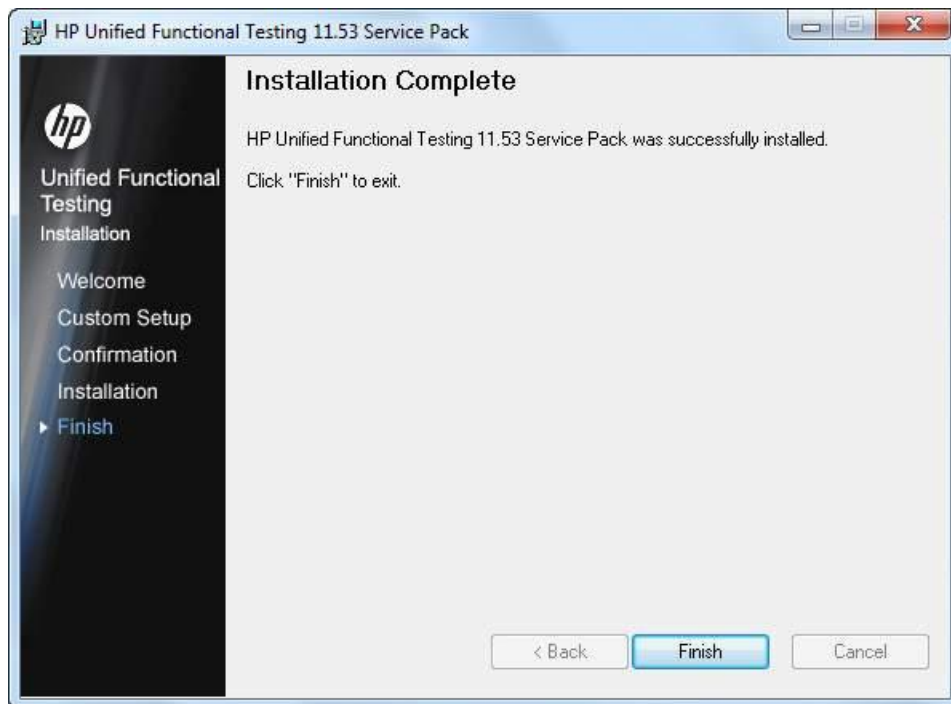 HP Unified Functional Testing 11.53 Service Pack
hp
Unified Functional
Testing
Installation
Welcome
Custom Setup
Confirmation
Installation
Finish
Installation Complete
HP Unified Functional Testing 11.53 Service Pack was successfully installed.
Click "Finish" to exit.
< Back
Finish
Cancel